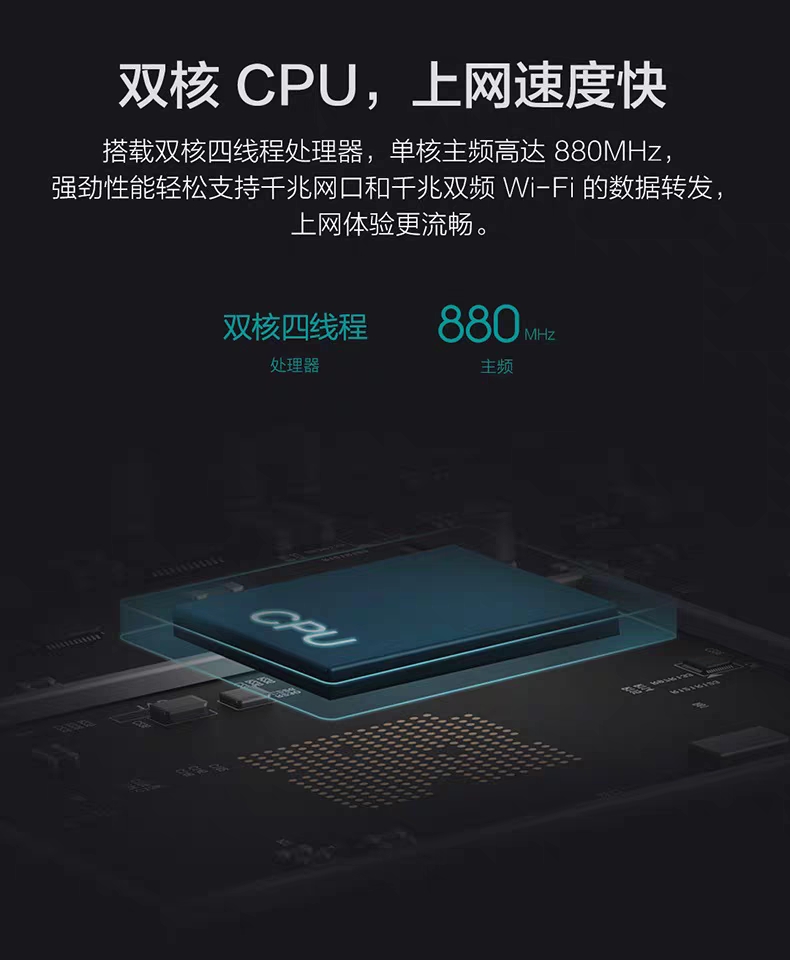 双核 CPU，上网速度快
搭载双核四线程处理器，单核主频高达 880MHz，
强劲性能轻松支持千兆网口和千兆双频 Wi-Fi 的数据转发，
上网体验更流畅。
双核四线程
处理器
880 MHz
主频
CPU